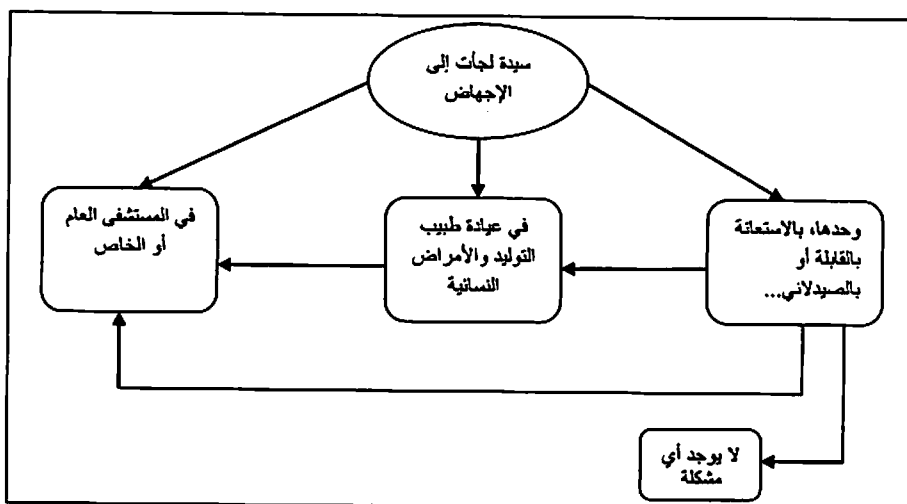 سيدة لجأت إلى
الإجهاض
وحدها، بالاستعانة
بالقابلة أو
بالصيدلاني...
في عيادة طبيب
التوليد والأمراض
النسائية
في المستشفى العام
أو الخاص
لا يوجد أي
مشكلة